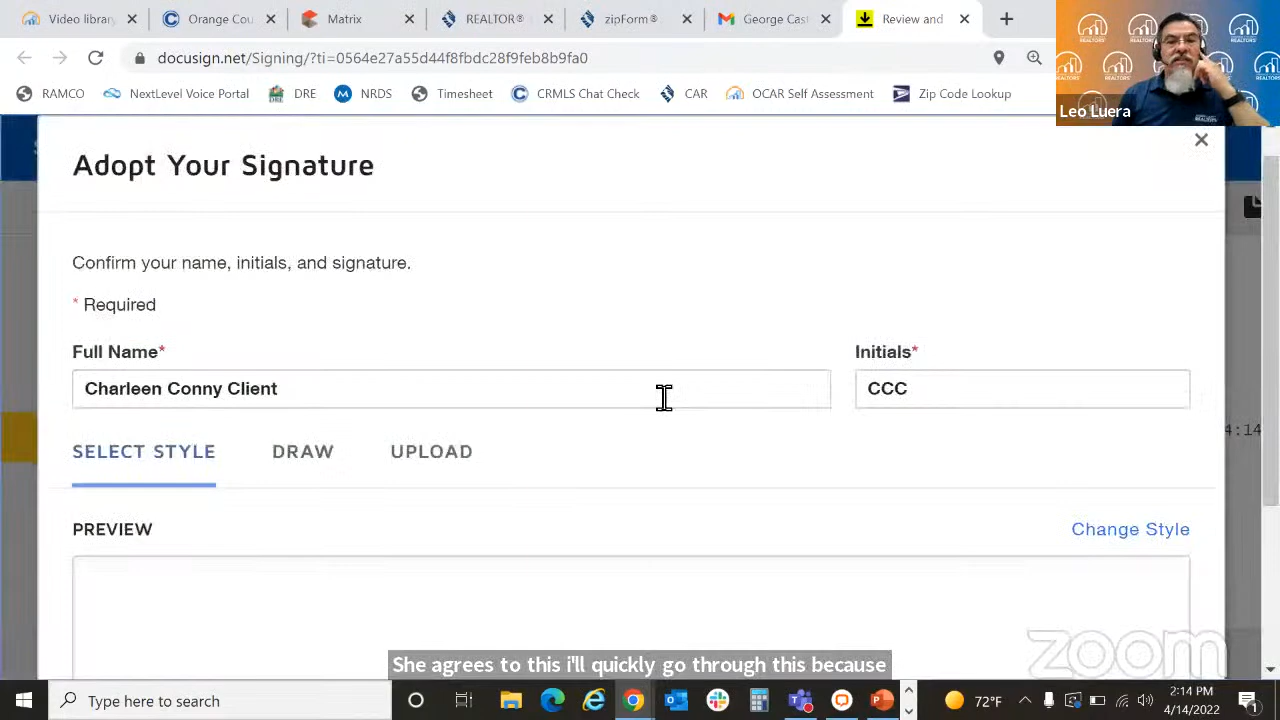 Video library
Orange Cou
Matrix
REALTOR®
zipForm®
George Cast
Review and
docusign.net/Signing/?ti=0564e27a55d44f8fbdc28f9feb8b9fa0
RAMCO
NextLevel Voice Portal
DRE
NRDS
Timesheet
CRMLS Chat Check
CAR
OCAR Self Assessment
Zip Code Lookup
Leo Luera
Adopt Your Signature
Confirm your name, initials, and signature.
* Required
Full Name*
Initials*
Charleen Conny Client
CCC
SELECT STYLE
DRAW
UPLOAD
4:14
PREVIEW
Change Style
zoom
She agrees to this i'll quickly go through this because
Type here to search
72°F
2:14 PM
4/14/2022